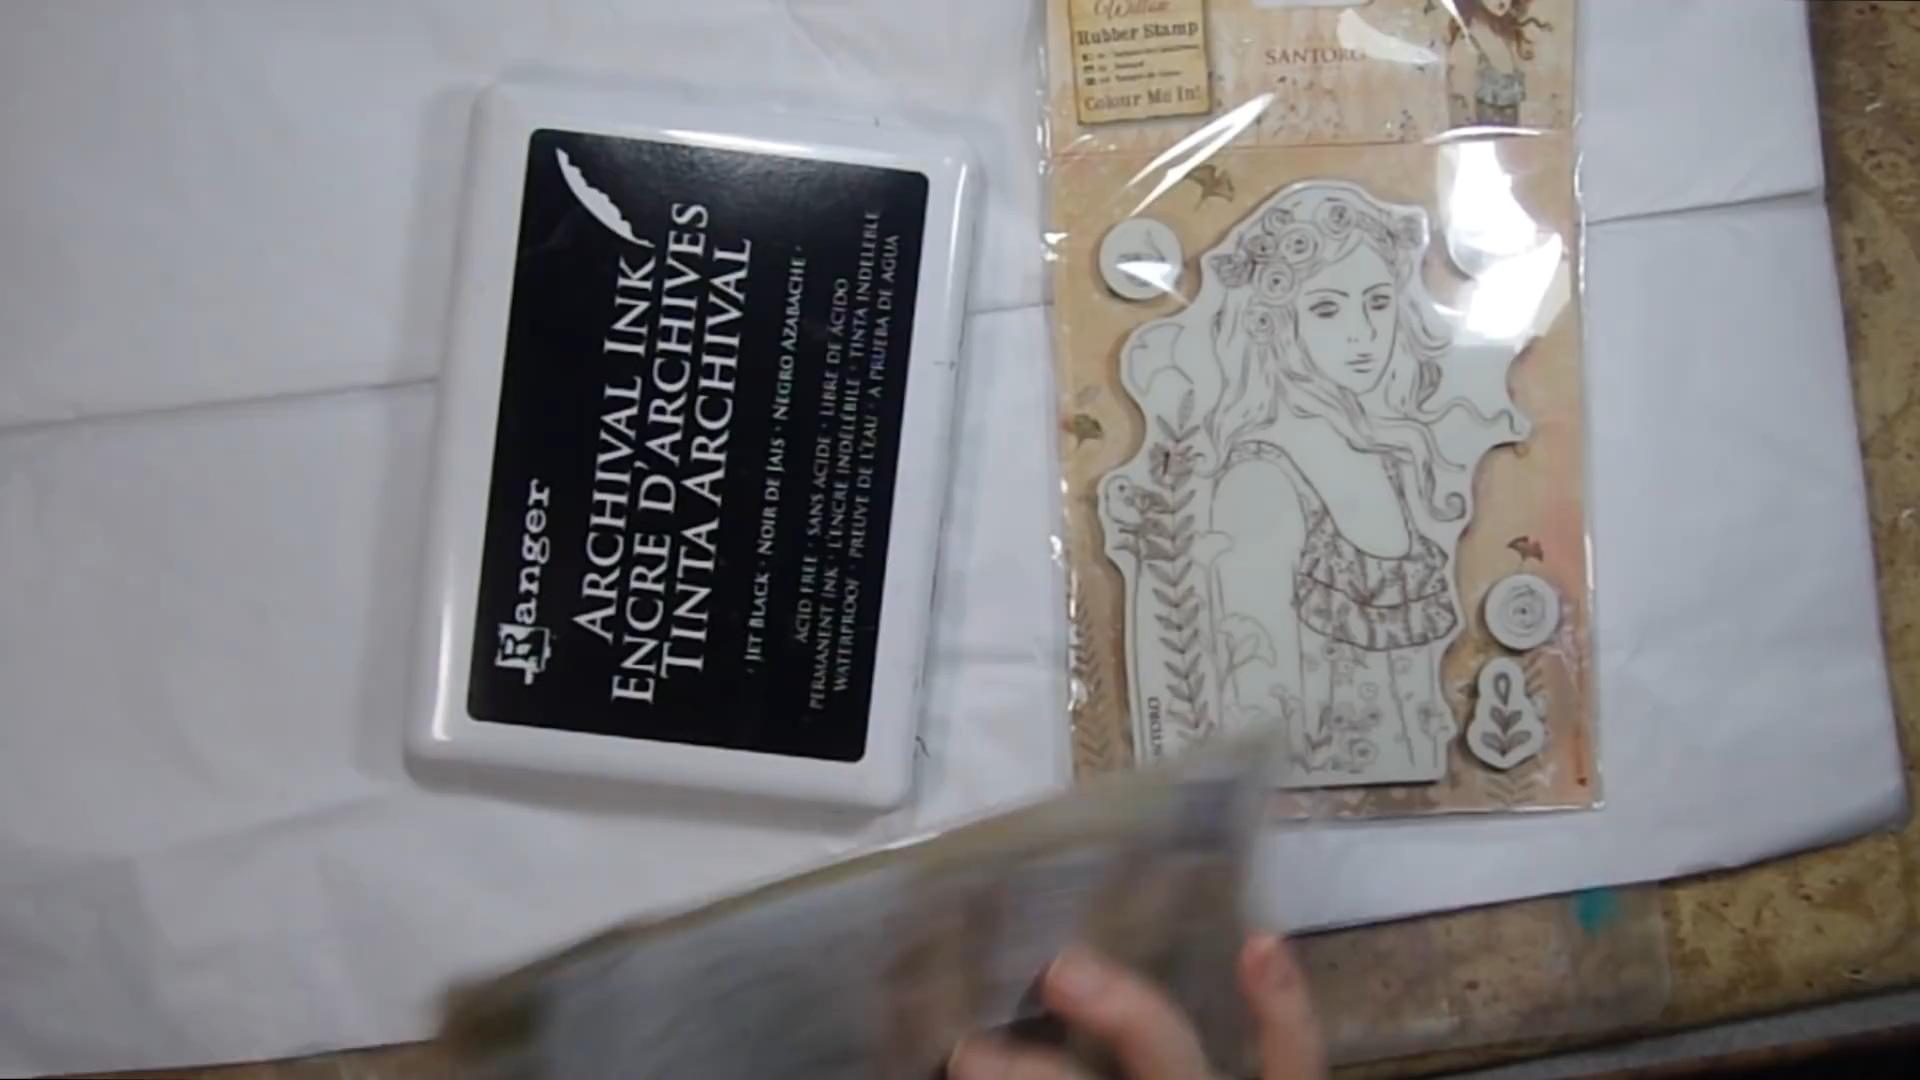 Ranger
ARCHIVAL INK
ENCRE D'ARCHIVES
TINTA ARCHIVAL
· JET BLACK · NOIR DE JAIS · NEGRO AZABACHE ·
ACID FREE · SANS ACIDE · LIBRE DE ÁCIDO
PERMANENT INK · L'ENCRE INDÉLÉBILE · TINTA INDELEBLE
WATERPROOF · PREUVE DE L'EAU · A PRUEBA DE AGUA
Willow
Rubber Stamp
Colour Me In!
SANTORO
SANTORO